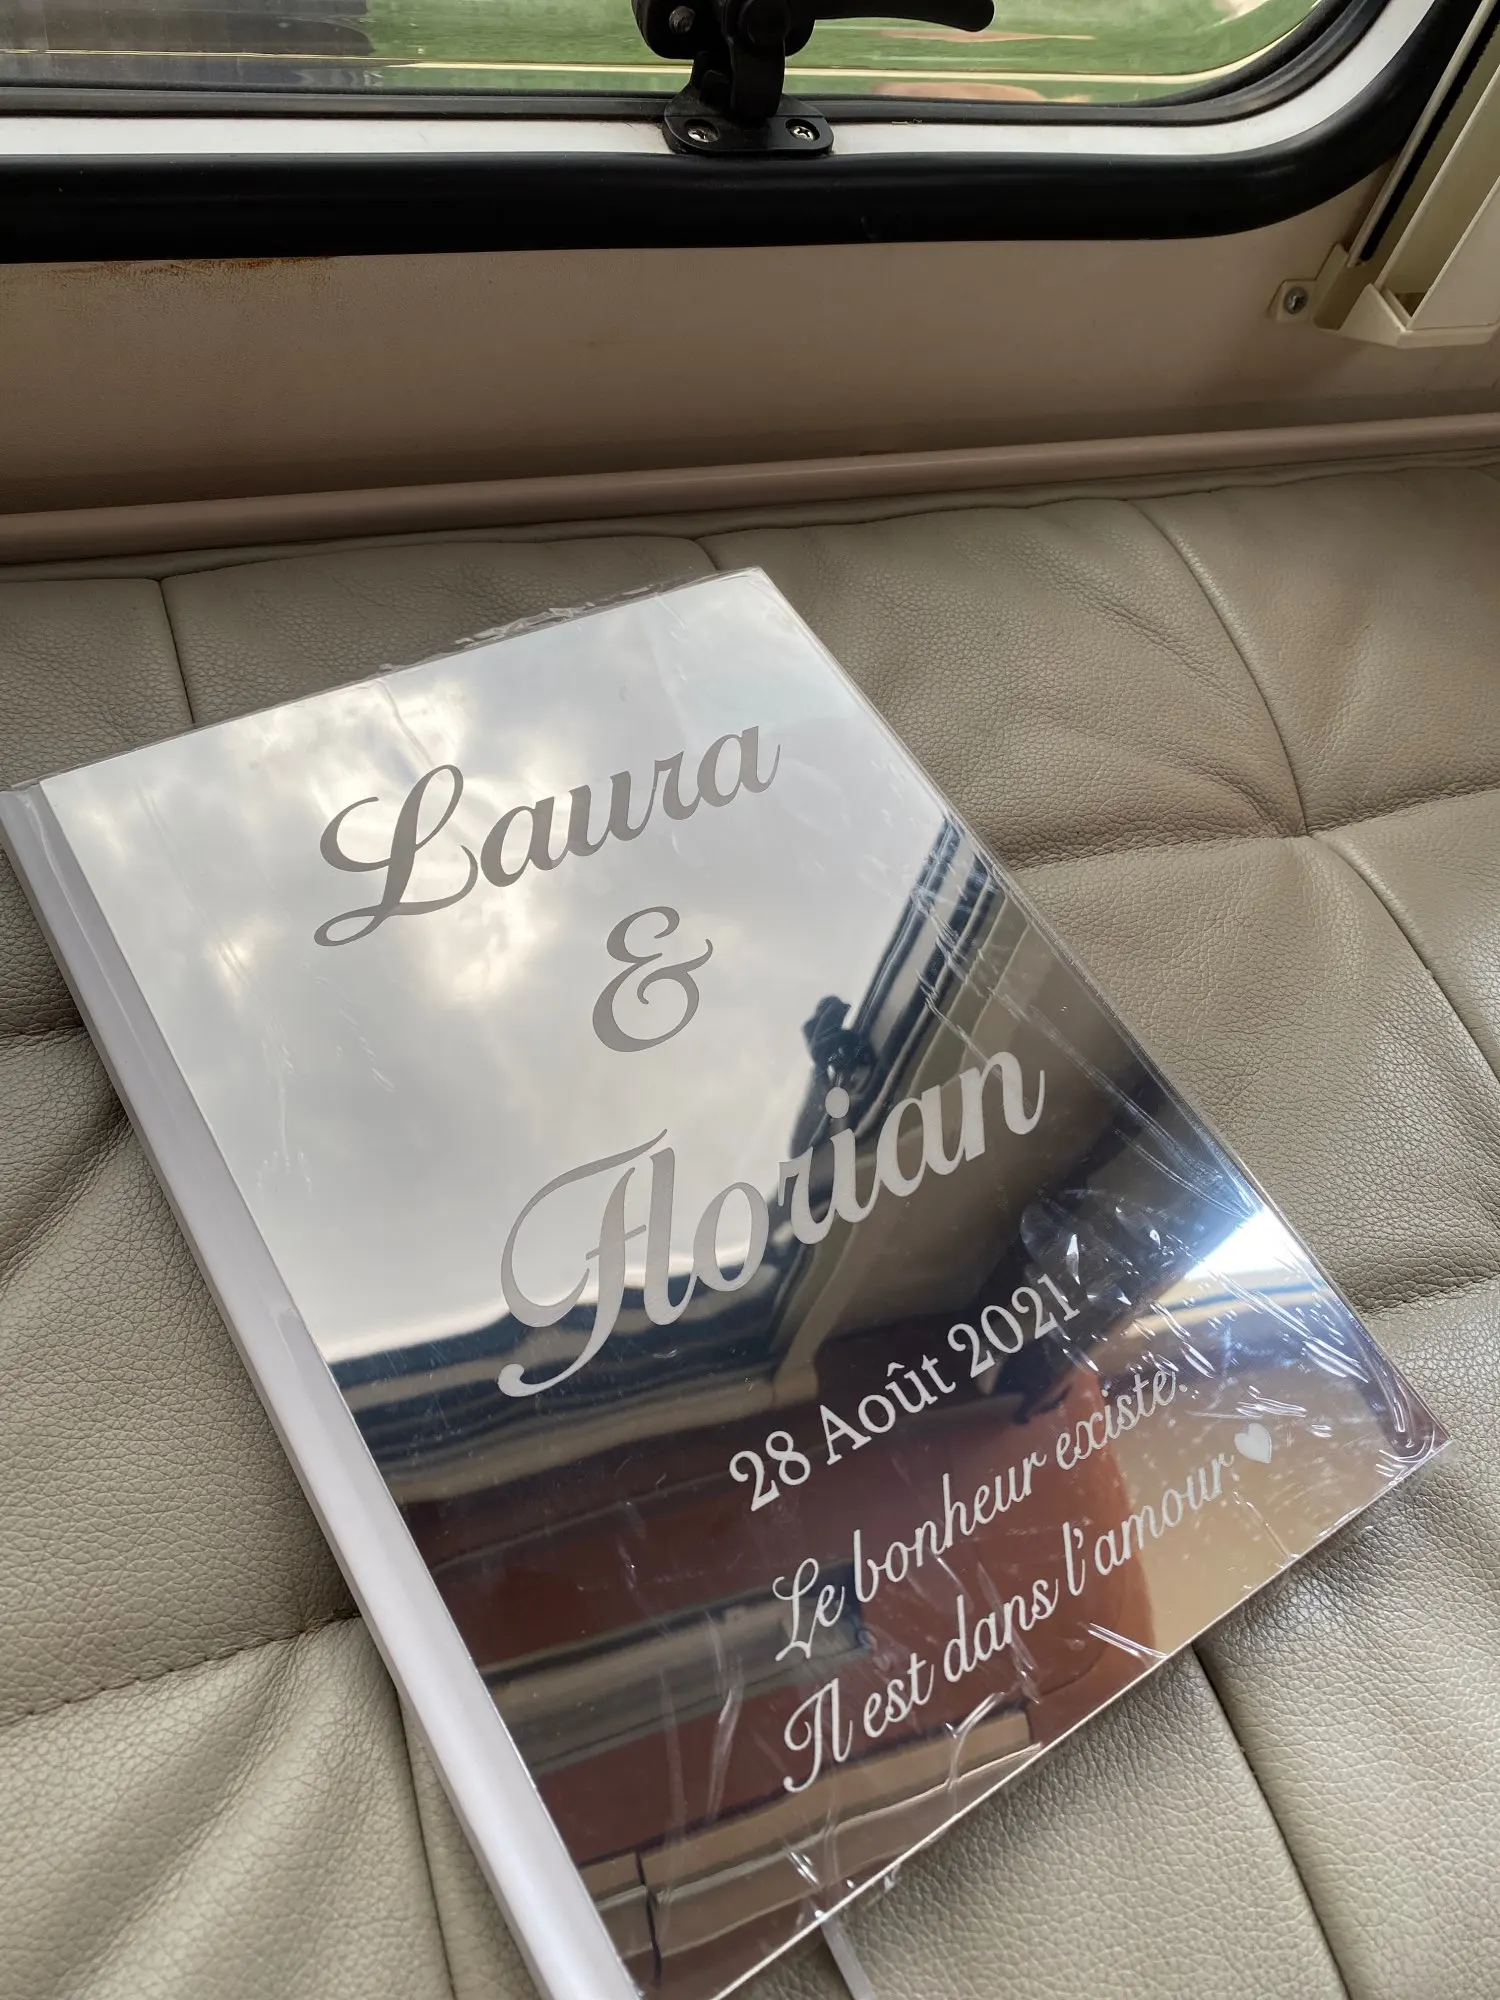 Laura
&
Florian
28 Août 2021
Le bonheur existe.
Il est dans l'amour.♥